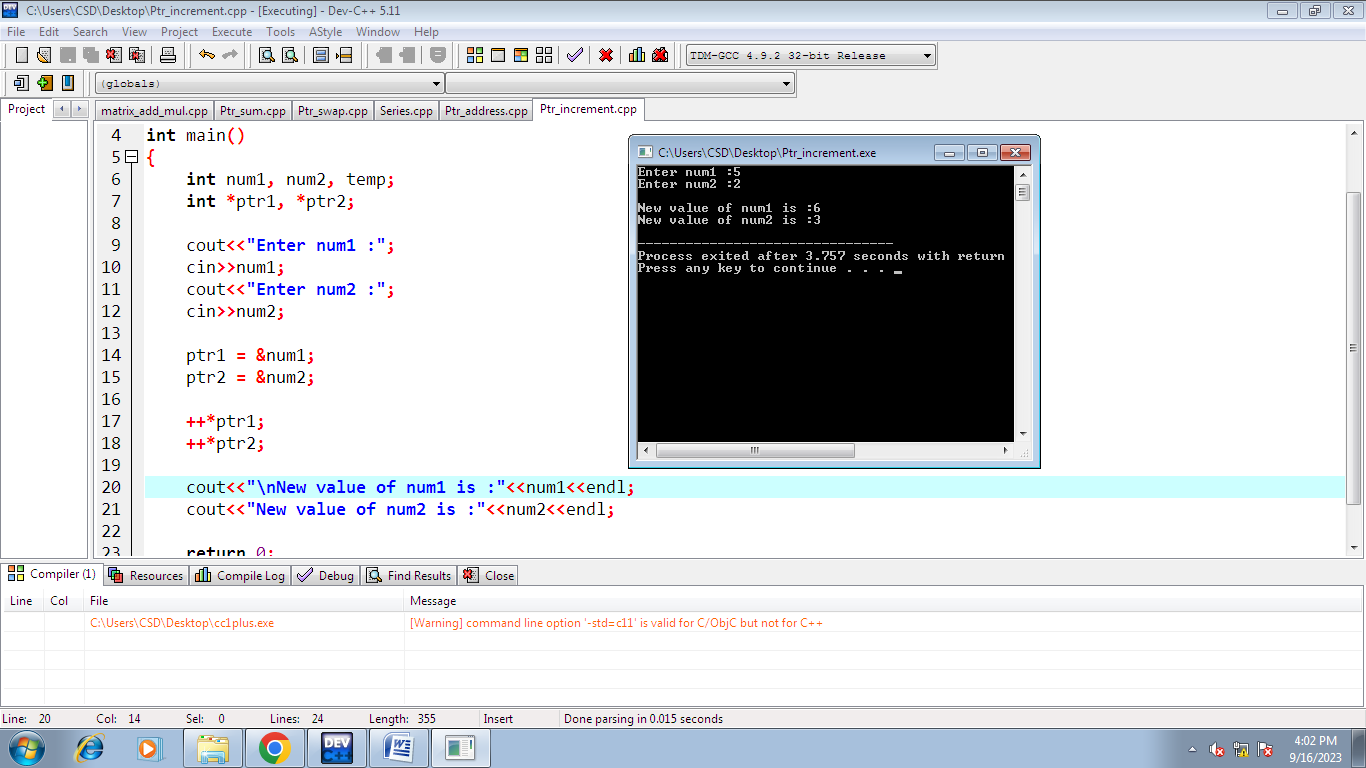 C:\Users\CSD\Desktop\Ptr_increment.cpp - [Executing] - Dev-C++ 5.11
File Edit Search View Project Execute Tools AStyle Window Help
TDM-GCC 4.9.2 32-bit Release
(globals)
Project matrix_add_mul.cpp Ptr_sum.cpp Ptr_swap.cpp Series.cpp Ptr_address.cpp Ptr_increment.cpp
4 int main()
5 {
6 int num1, num2, temp;
7 int *ptr1, *ptr2;
8
9 cout<<"Enter num1 :";
10 cin>>num1;
11 cout<<"Enter num2 :";
12 cin>>num2;
13
14 ptr1 = &num1;
15 ptr2 = &num2;
16
17 ++*ptr1;
18 ++*ptr2;
19
20 cout<<"\nNew value of num1 is :"<<num1<<endl;
21 cout<<"New value of num2 is :"<<num2<<endl;
22
23 return 0;
C:\Users\CSD\Desktop\Ptr_increment.exe
Enter num1 :5
Enter num2 :2
New value of num1 is :6
New value of num2 is :3
--------------------------------
Process exited after 3.757 seconds with return
Press any key to continue . . . _
Compiler (1) Resources Compile Log Debug Find Results Close
Line Col File Message
C:\Users\CSD\Desktop\cc1plus.exe [Warning] command line option '-std=c11' is valid for C/ObjC but not for C++
Line: 20 Col: 14 Sel: 0 Lines: 24 Length: 355 Insert Done parsing in 0.015 seconds
DEV C++
4:02 PM
9/16/2023